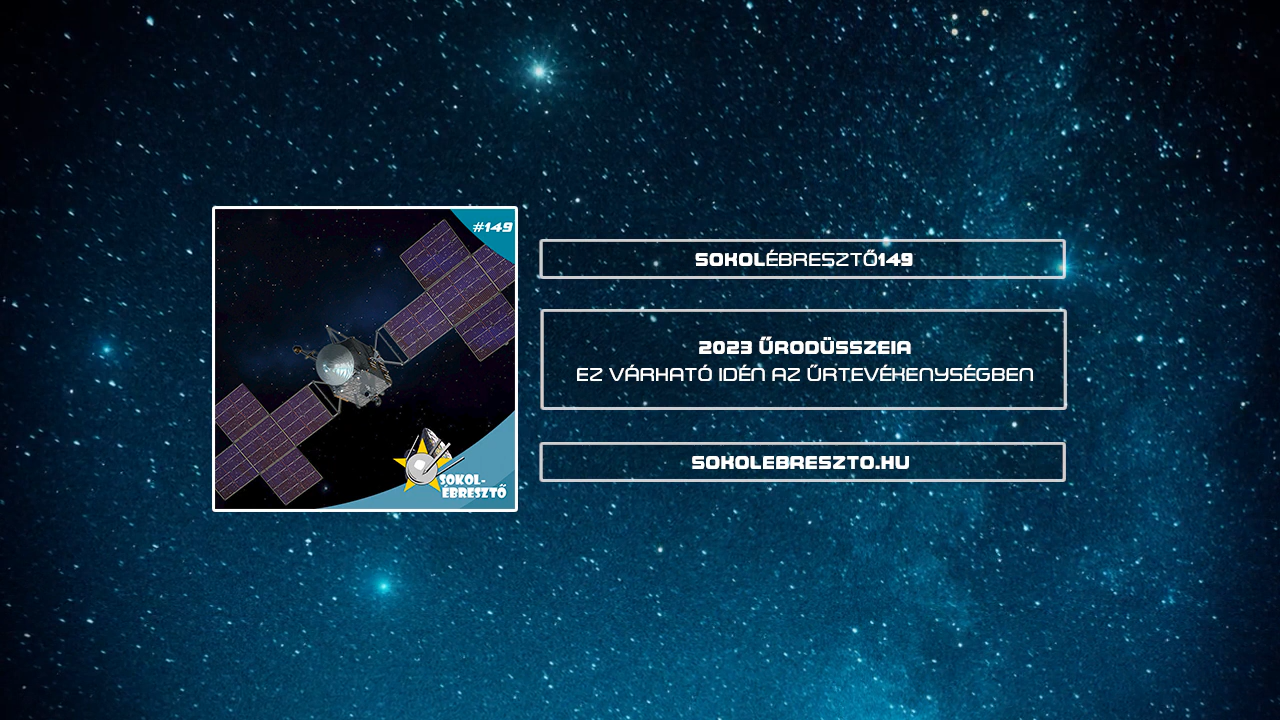 #149
SOKOL-
ÉBRESZTŐ
SOKOLÉBRESZTŐ149
2023 ŰRODÜSSZEIA
EZ VÁRHATÓ IDÉN AZ ŰRTEVÉKENYSÉGBEN
SOKOLEBRESZTO.HU